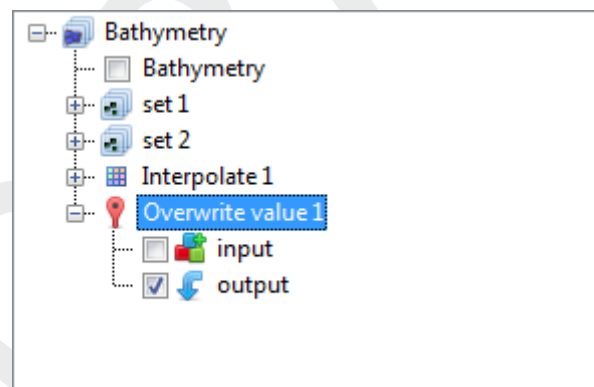 Bathymetry
Bathymetry
set 1
set 2
Interpolate 1
Overwrite value 1
input
output